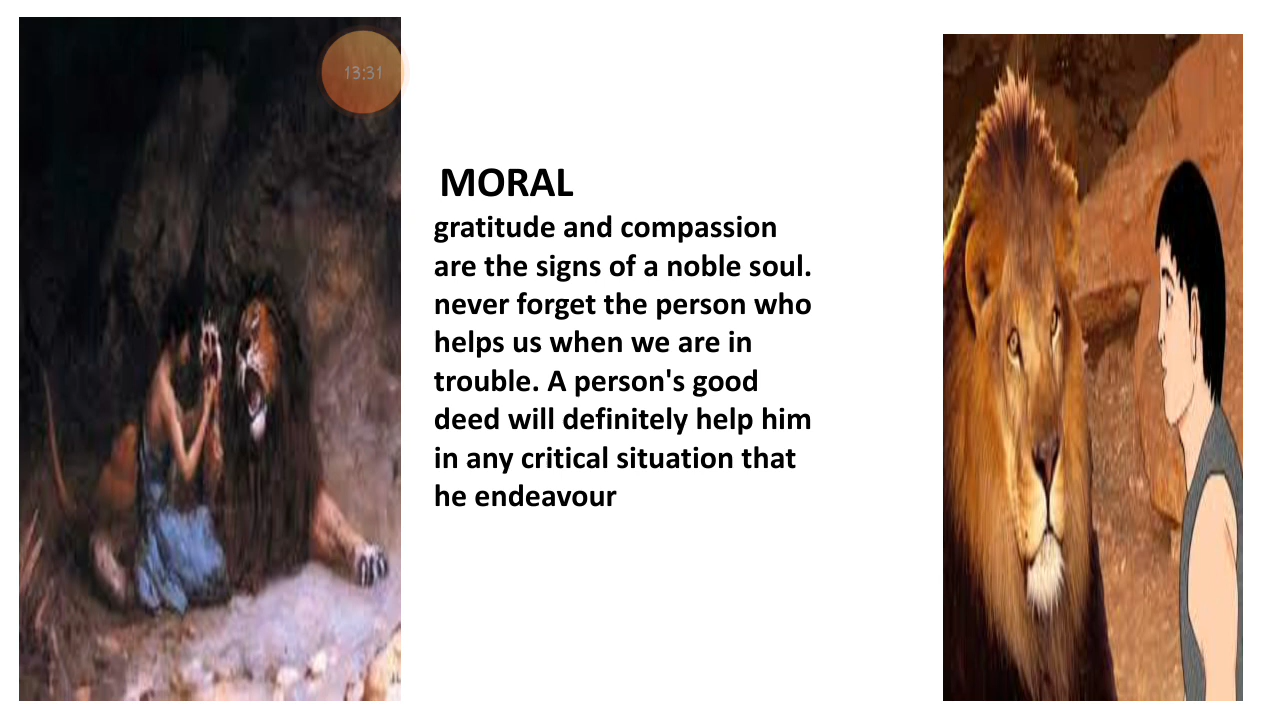 13:31
MORAL
gratitude and compassion
are the signs of a noble soul.
never forget the person who
helps us when we are in
trouble. A person's good
deed will definitely help him
in any critical situation that
he endeavour